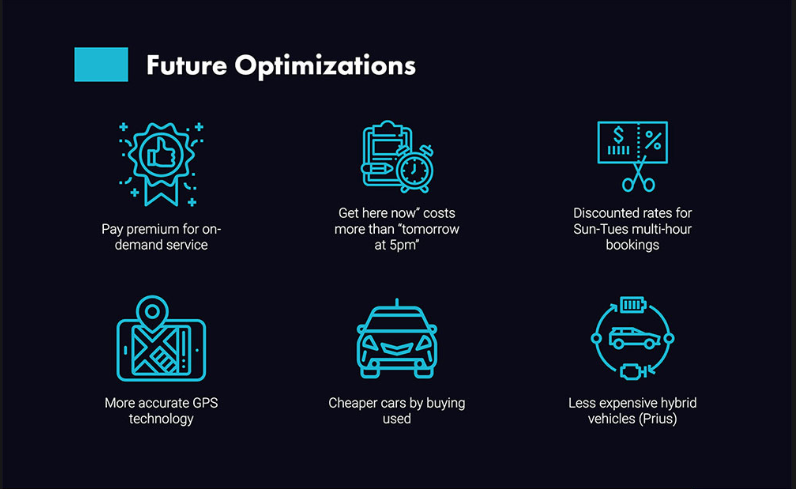 Future Optimizations
Pay premium for on-
demand service
Get here now” costs
more than “tomorrow
at 5pm”
Discounted rates for
Sun-Tues multi-hour
bookings
More accurate GPS
technology
Cheaper cars by buying
used
Less expensive hybrid
vehicles (Prius)